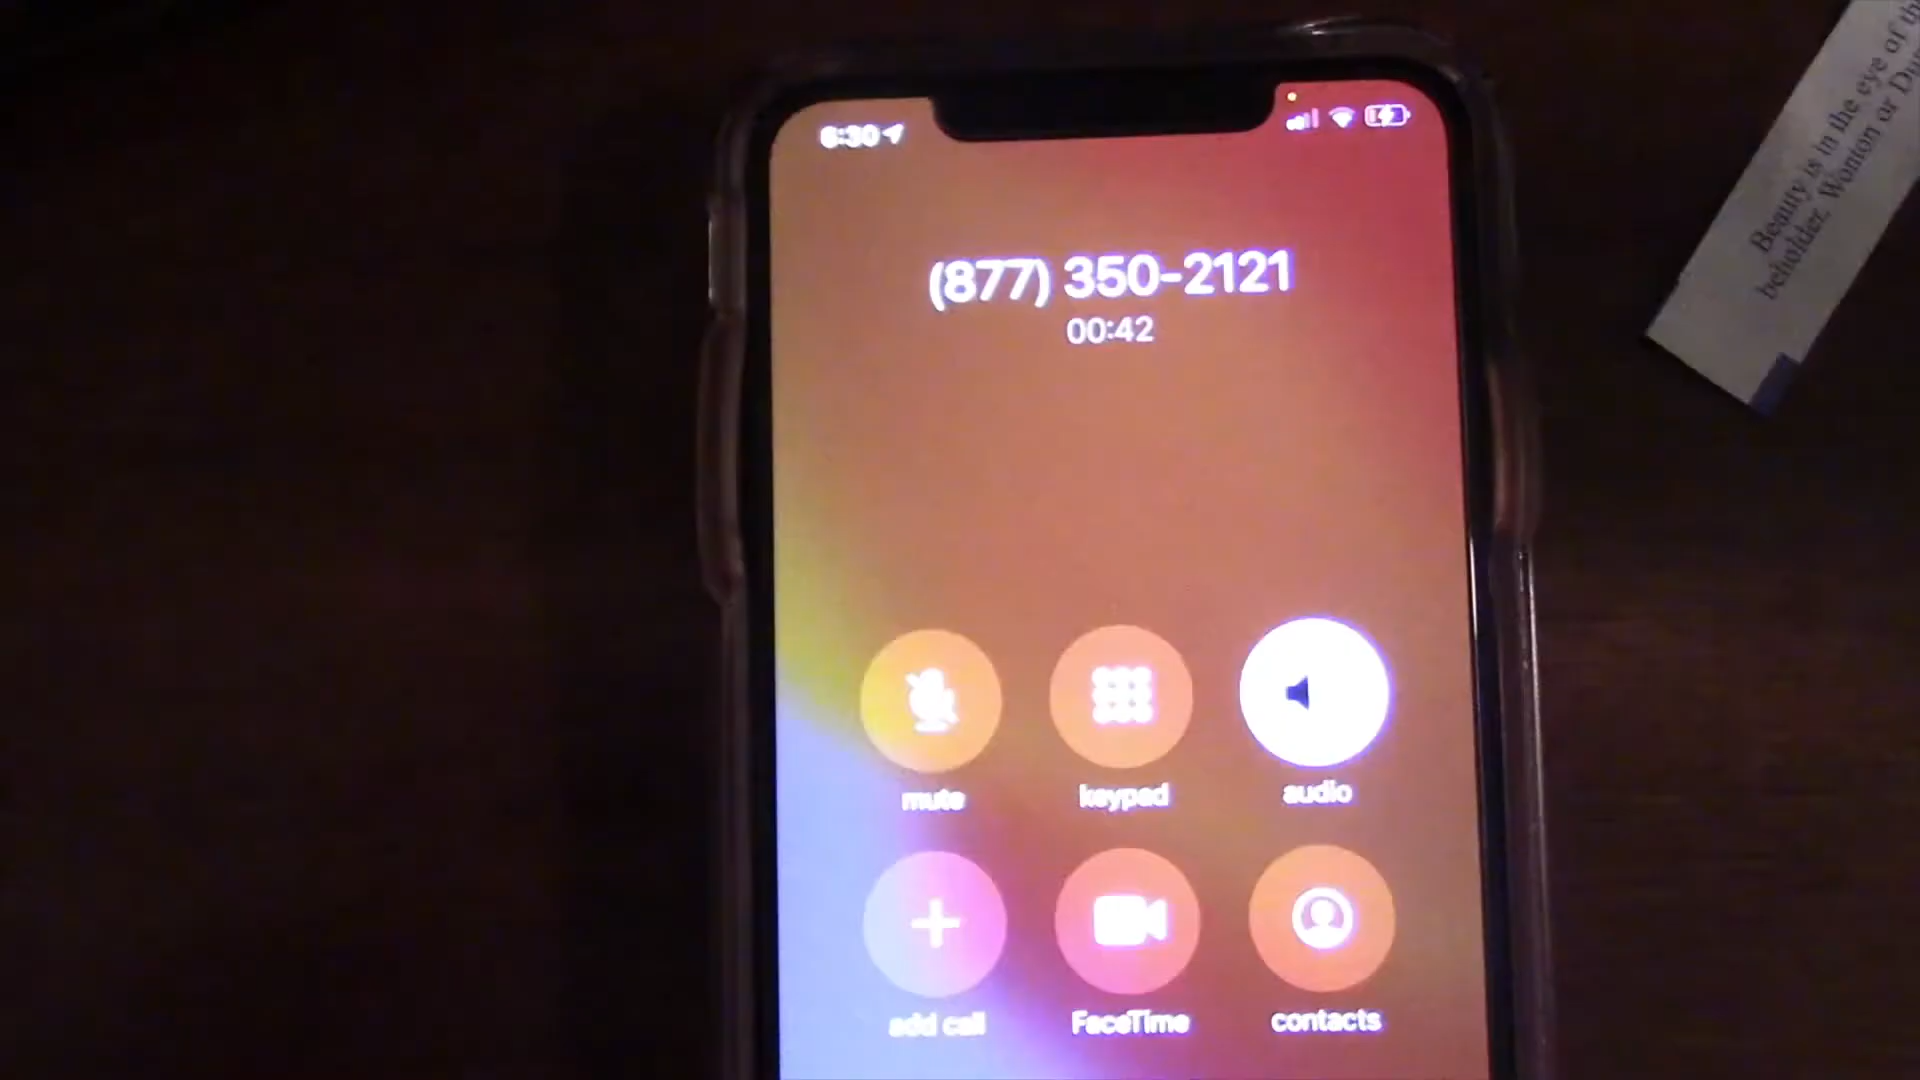 6:30
(877) 350-2121
00:42
mute
keypad
audio
add call
FaceTime
contacts
Beauty is in the eye of
beholder. Wonton or